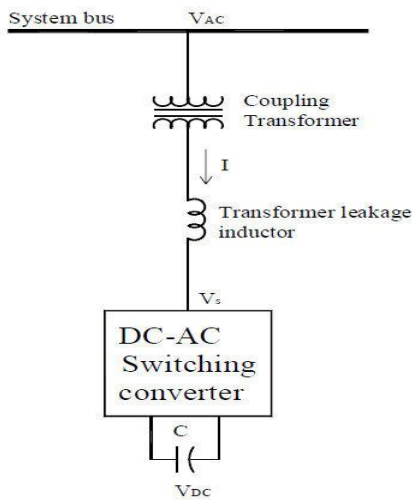 System bus
VAC
Coupling
Transformer
I
Transformer leakage
inductor
Vs
DC-AC
Switching
converter
C
VDC